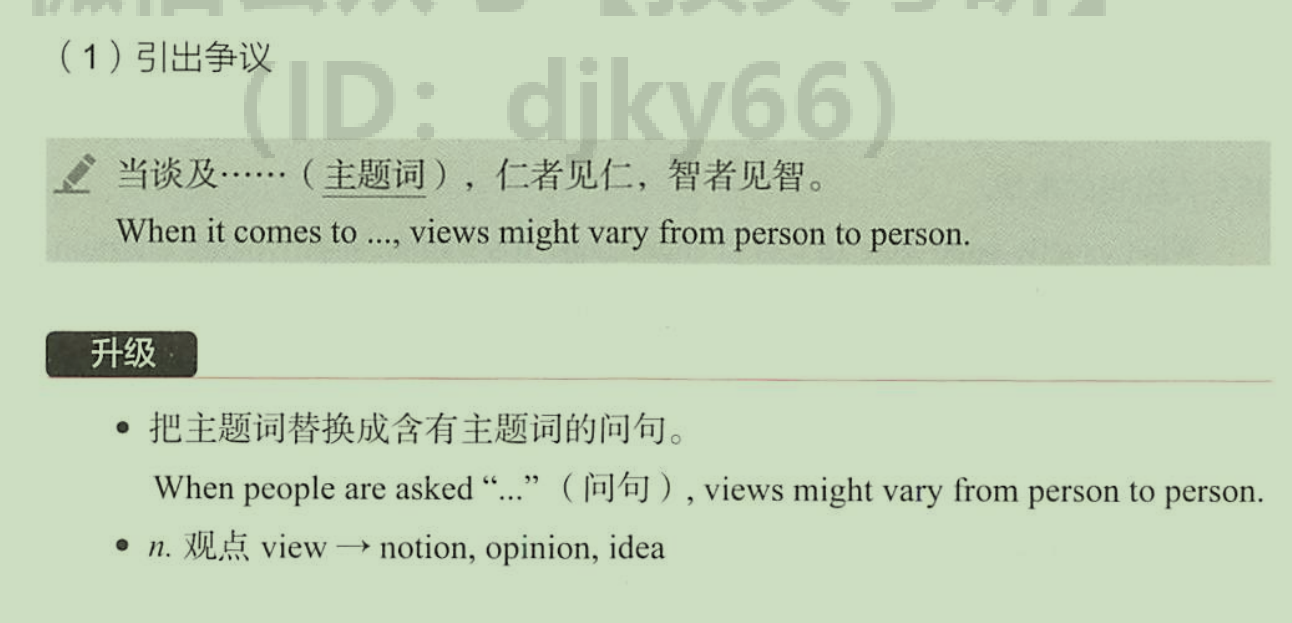 （1）引出争议
（ID：djky66）
当谈及……（主题词），仁者见仁，智者见智。
When it comes to ..., views might vary from person to person.
升级
• 把主题词替换成含有主题词的问句。
When people are asked “...”（问句）, views might vary from person to person.
• n. 观点 view → notion, opinion, idea